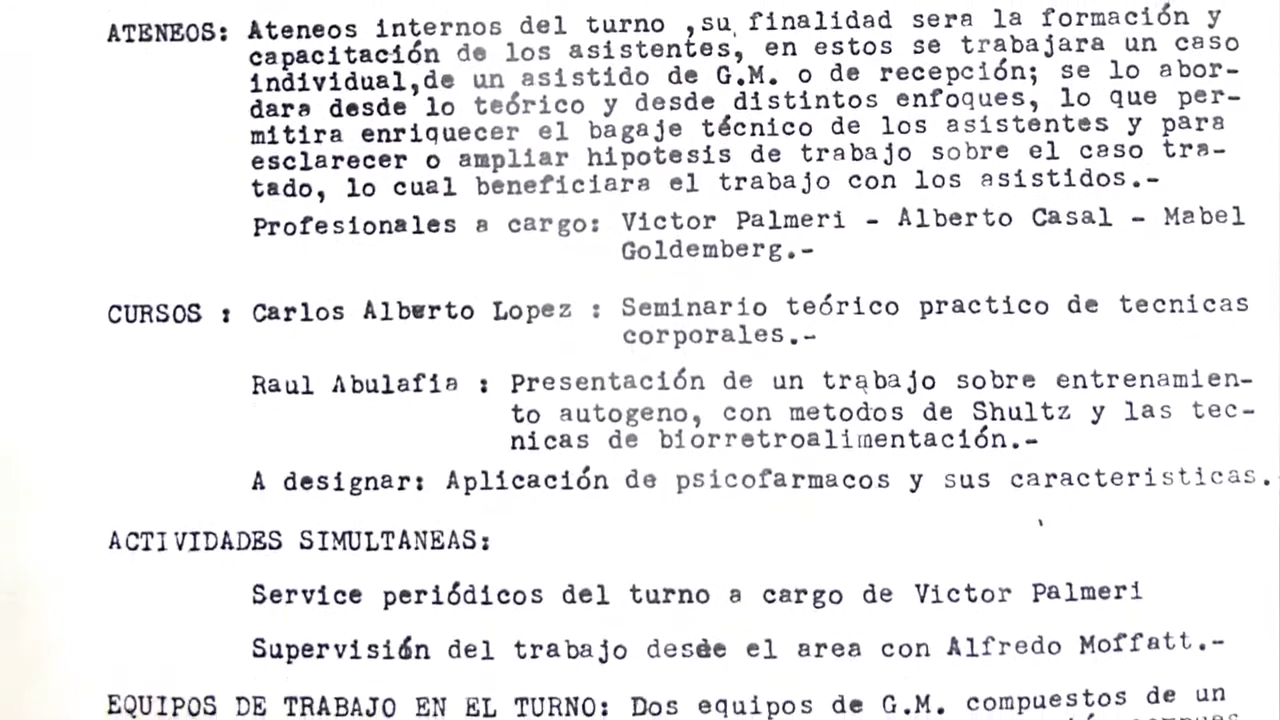 ATENEOS: Ateneos internos del turno ,su finalidad sera la formación y
capacitación de los asistentes, en estos se trabajara un caso
individual,de un asistido de G.M. o de recepción; se lo abor-
dara desde lo teórico y desde distintos enfoques, lo que per-
mitira enriquecer el bagaje técnico de los asistentes y para
esclarecer o ampliar hipotesis de trabajo sobre el caso tra-
tado, lo cual beneficiara el trabajo con los asistidos.-
Profesionales a cargo: Victor Palmeri - Alberto Casal - Mabel
Goldemberg.-
CURSOS : Carlos Alberto Lopez : Seminario teórico practico de tecnicas
corporales.-
Raul Abulafia : Presentación de un trabajo sobre entrenamien-
to autogeno, con metodos de Shultz y las tec-
nicas de biorretroalimentación.-
A designar: Aplicación de psicofarmacos y sus caracteristicas.
ACTIVIDADES SIMULTANEAS:
Service periódicos del turno a cargo de Victor Palmeri
Supervisión del trabajo desde el area con Alfredo Moffatt.-
EQUIPOS DE TRABAJO EN EL TURNO: Dos equipos de G.M. compuestos de un